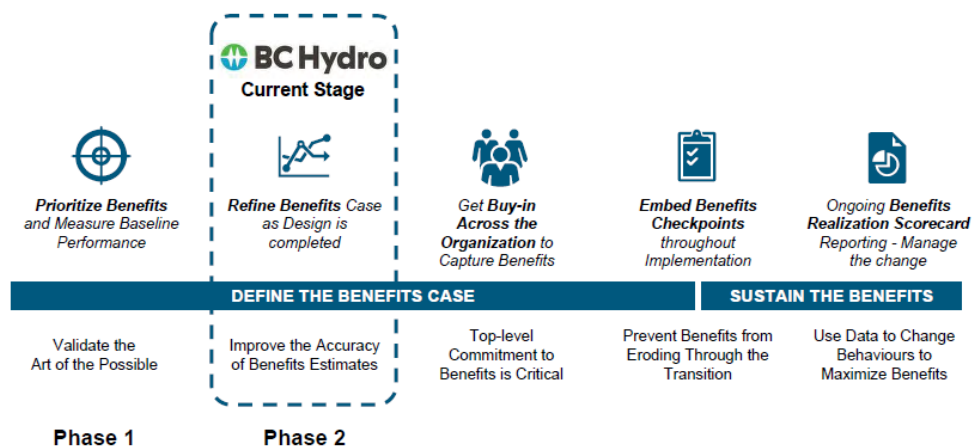 BC Hydro
Current Stage
Prioritize Benefits
and Measure Baseline
Performance
Refine Benefits Case
as Design is
completed
Get Buy-in
Across the
Organization to
Capture Benefits
Embed Benefits
Checkpoints
throughout
Implementation
Ongoing Benefits
Realization Scorecard
Reporting - Manage
the change
DEFINE THE BENEFITS CASE
SUSTAIN THE BENEFITS
Validate the
Art of the Possible
Improve the Accuracy
of Benefits Estimates
Top-level
Commitment to
Benefits is Critical
Prevent Benefits from
Eroding Through the
Transition
Use Data to Change
Behaviours to
Maximize Benefits
Phase 1
Phase 2